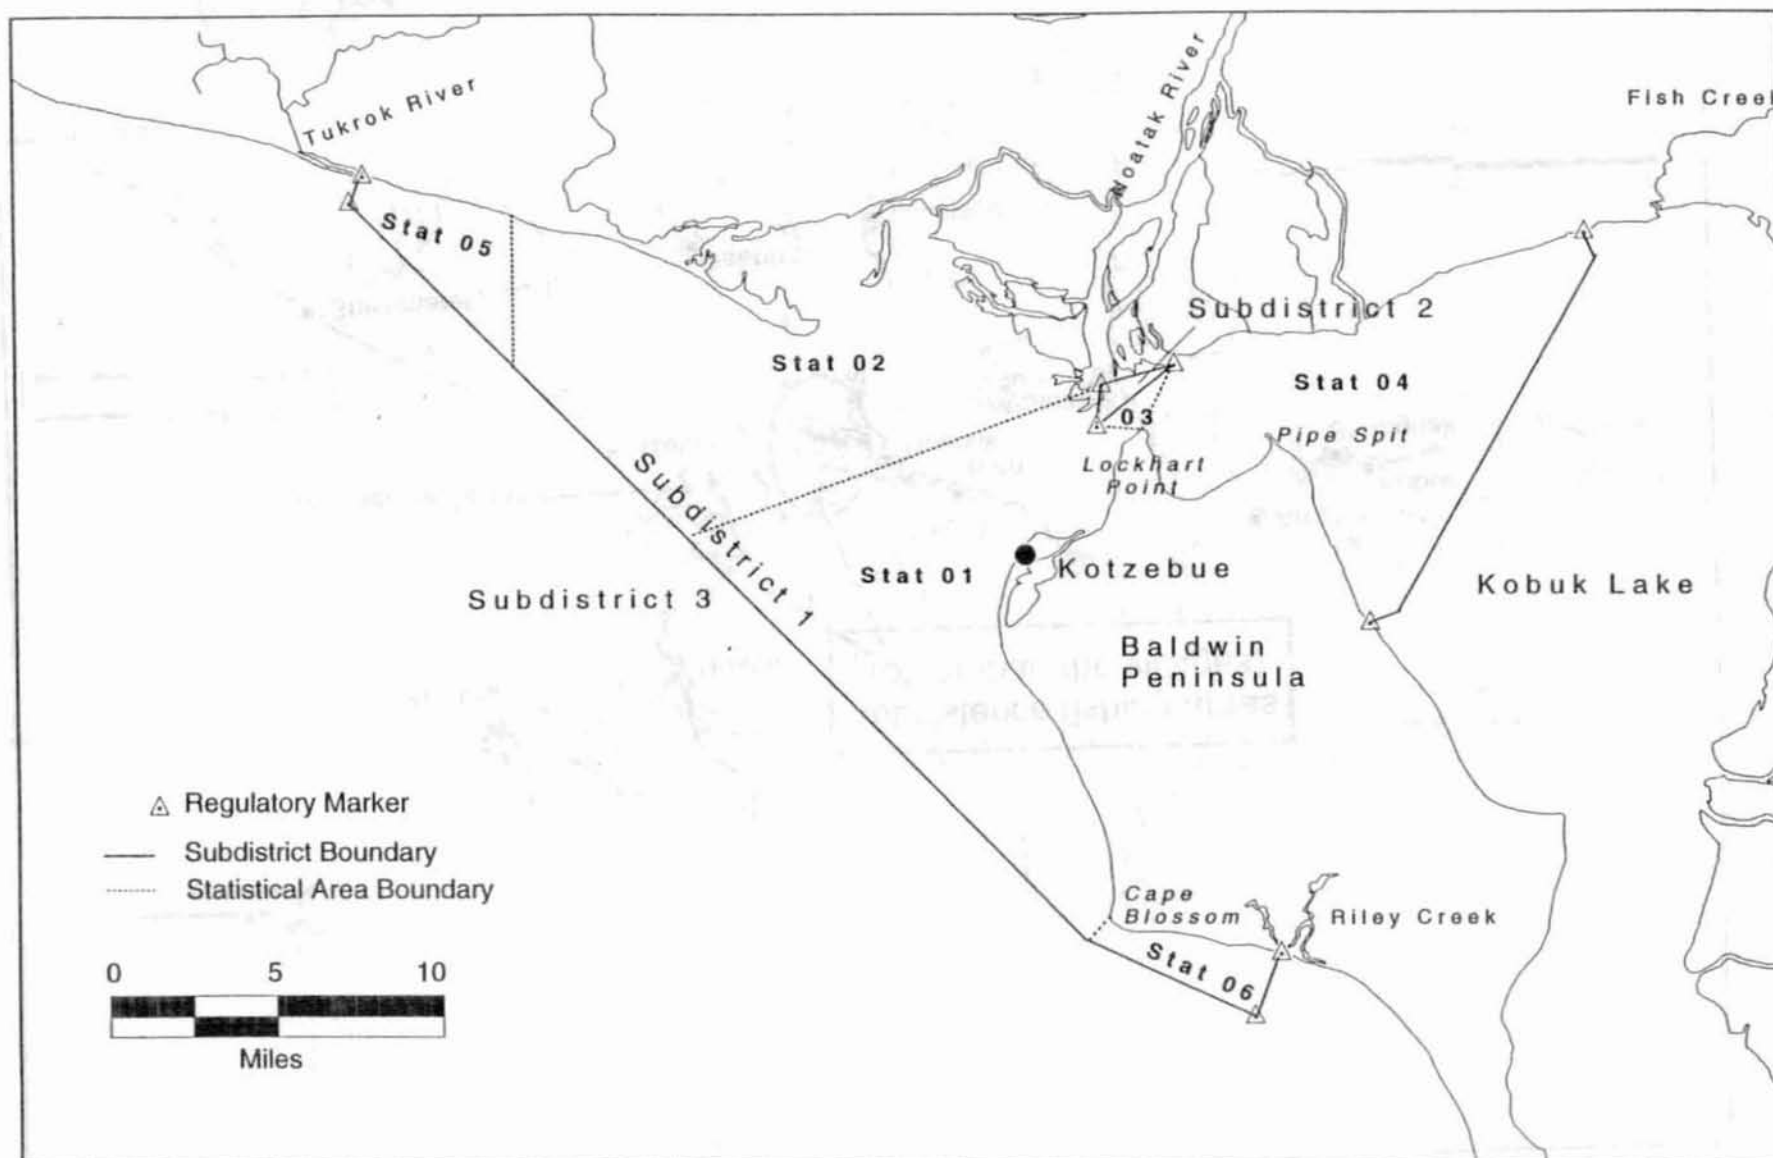 Tukrok River
Noatak River
Fish Creek
Stat 05
Subdistrict 2
Stat 02
Stat 04
03
Pipe Spit
Lockhart
Point
Subdistrict 1
Stat 01
Kotzebue
Kobuk Lake
Subdistrict 3
Baldwin
Peninsula
Regulatory Marker
Subdistrict Boundary
Statistical Area Boundary
Cape
Blossom
Riley Creek
Stat 06
0 5 10
Miles